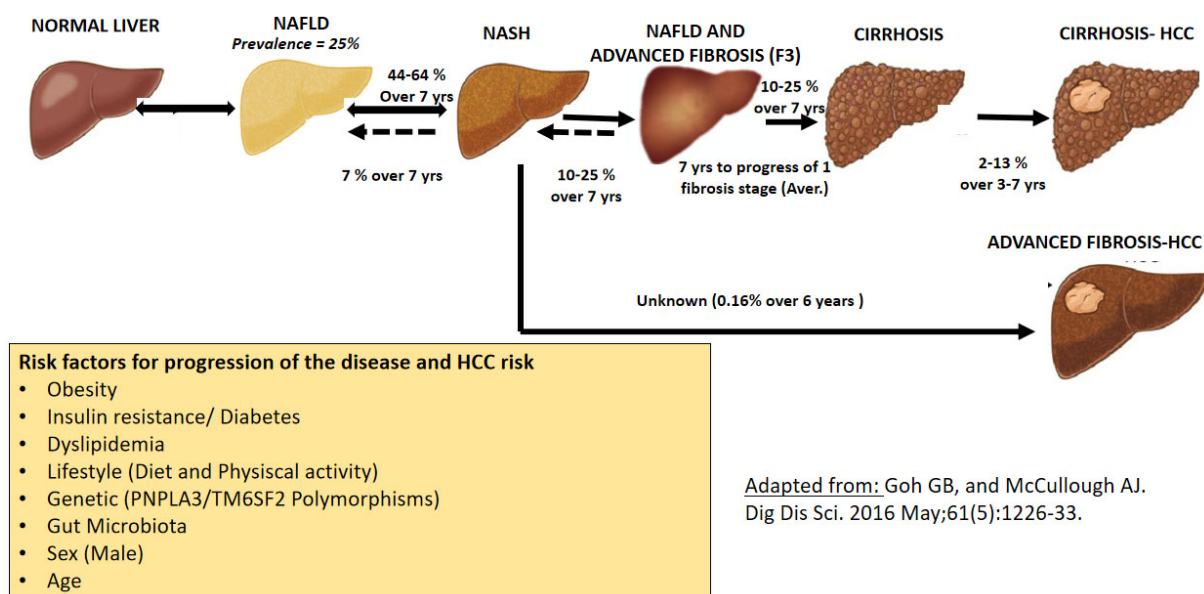 NORMAL LIVER
NAFLD
Prevalence = 25%
NASH
NAFLD AND
ADVANCED FIBROSIS (F3)
CIRRHOSIS
CIRRHOSIS- HCC
44-64 %
Over 7 yrs
7 % over 7 yrs
10-25 %
over 7 yrs
10-25 %
over 7 yrs
7 yrs to progress of 1
fibrosis stage (Aver.)
2-13 %
over 3-7 yrs
ADVANCED FIBROSIS-HCC
Unknown (0.16% over 6 years )
Risk factors for progression of the disease and HCC risk
• Obesity
• Insulin resistance/ Diabetes
• Dyslipidemia
• Lifestyle (Diet and Physiscal activity)
• Genetic (PNPLA3/TM6SF2 Polymorphisms)
• Gut Microbiota
• Sex (Male)
• Age
Adapted from: Goh GB, and McCullough AJ.
Dig Dis Sci. 2016 May;61(5):1226-33.